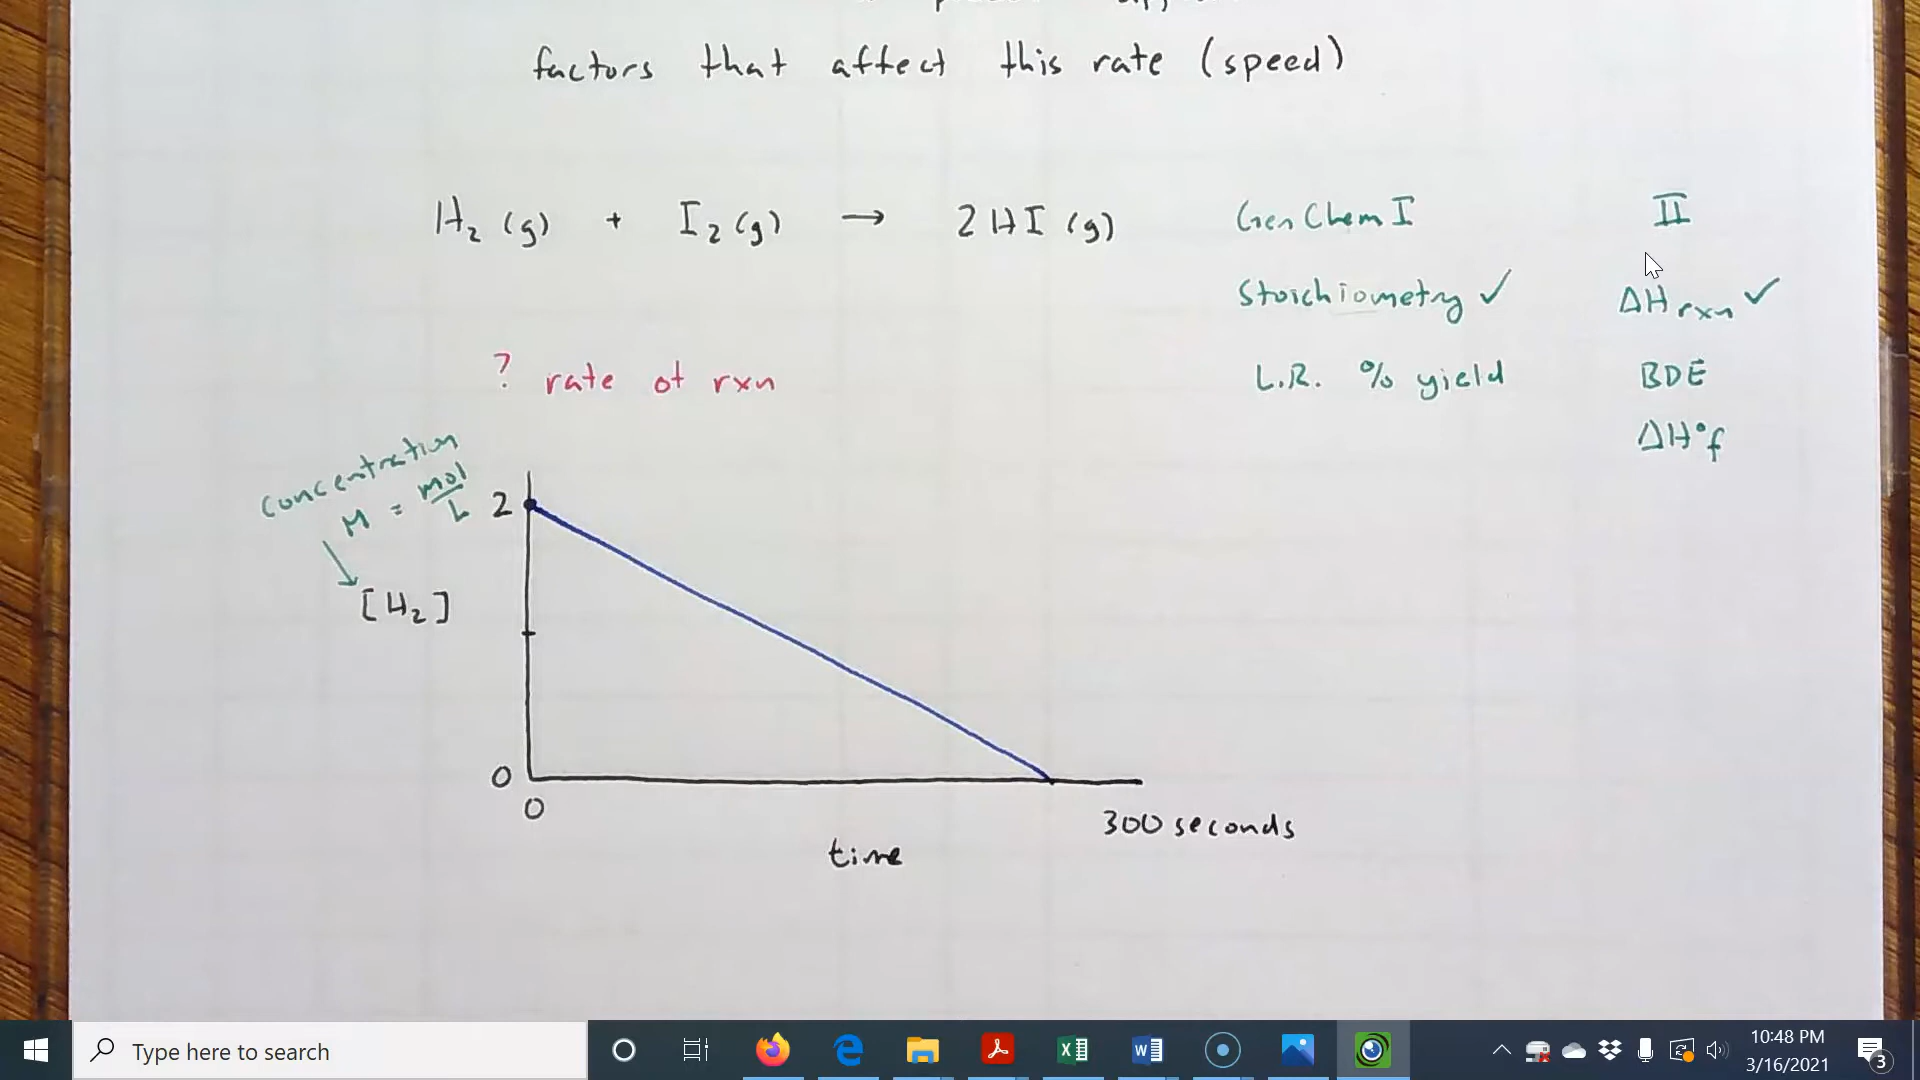 factors that affect this rate (speed)
H₂ (g) + I₂ (g) → 2 HI (g)
Gen Chem I II
Stoichiometry ✓ ΔH rxn ✓
? rate of rxn
L.R. % yield BDE
ΔH°f
concentration
M = mol/L
2
[H₂]
0
0
300 seconds
time
Type here to search
10:48 PM
3/16/2021
3